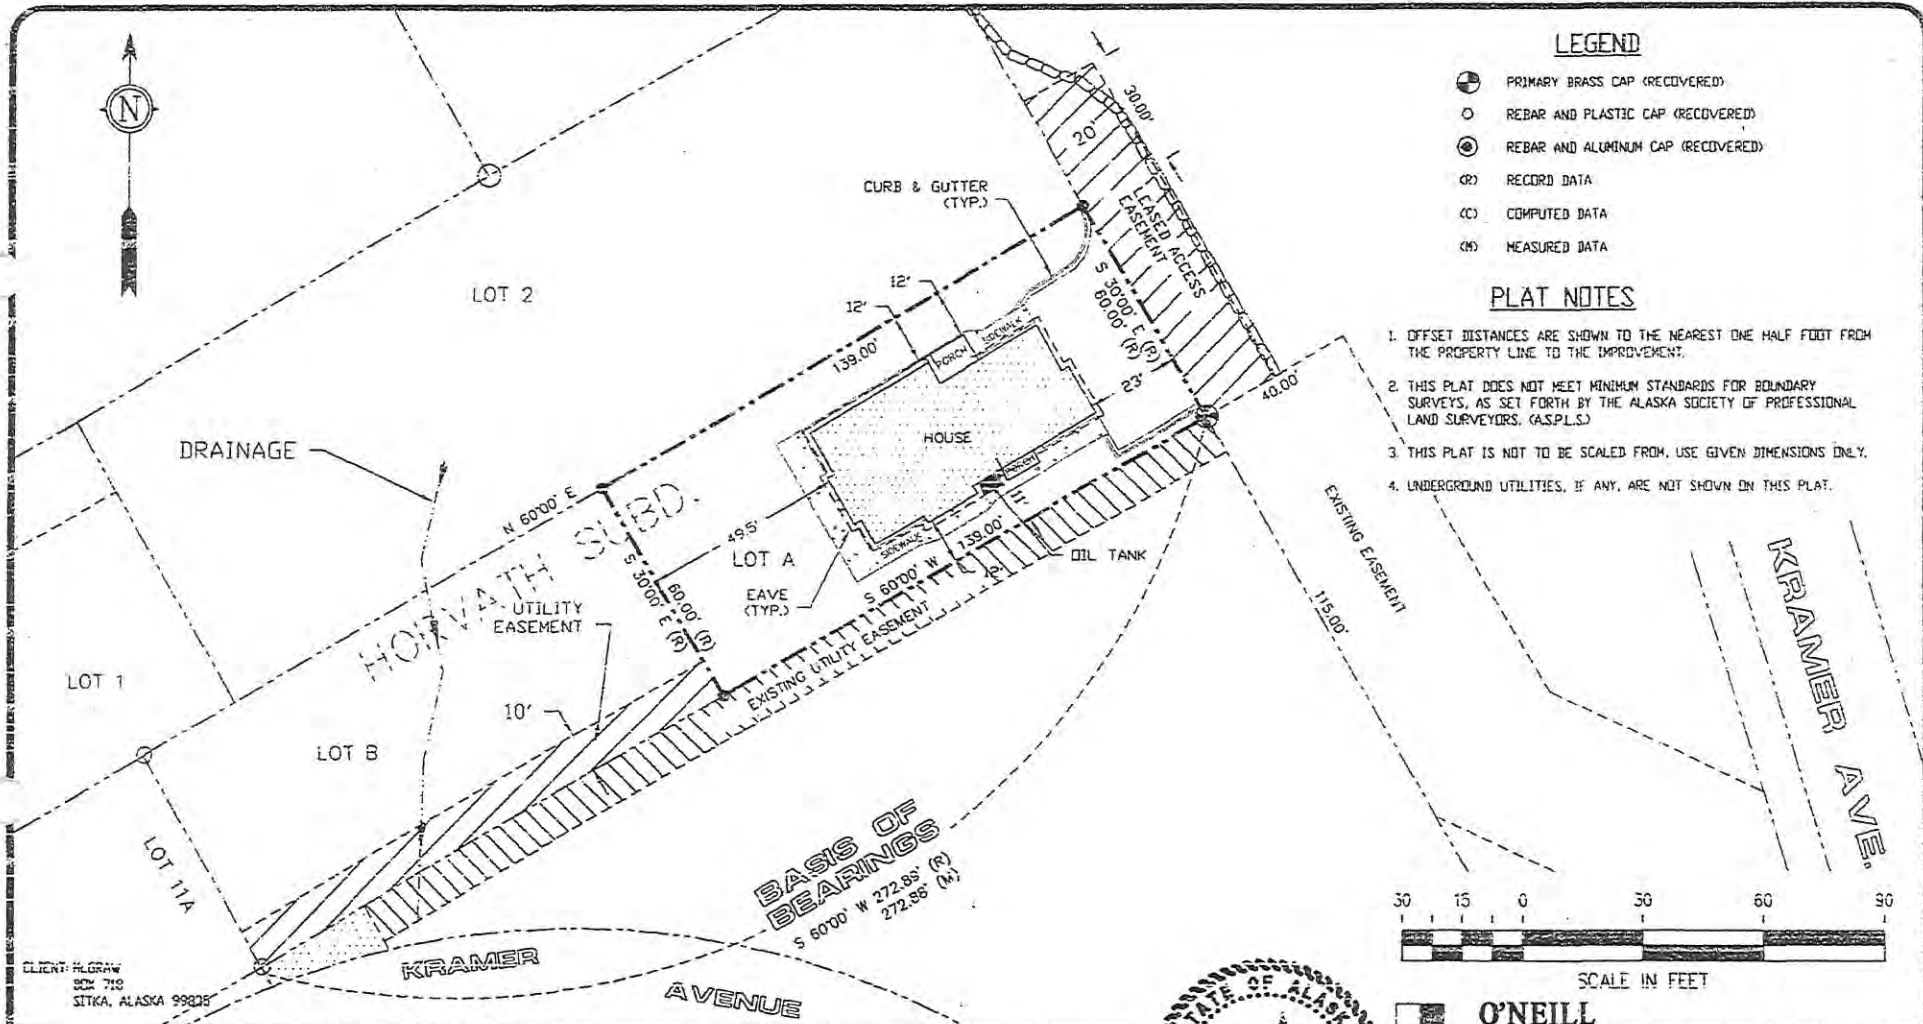 N
LEGEND
PRIMARY BRASS CAP (RECOVERED)
REBAR AND PLASTIC CAP (RECOVERED)
REBAR AND ALUMINUM CAP (RECOVERED)
(R) RECORD DATA
(C) COMPUTED DATA
(M) MEASURED DATA
PLAT NOTES
1. OFFSET DISTANCES ARE SHOWN TO THE NEAREST ONE HALF FOOT FROM
THE PROPERTY LINE TO THE IMPROVEMENT.
2. THIS PLAT DOES NOT MEET MINIMUM STANDARDS FOR BOUNDARY
SURVEYS, AS SET FORTH BY THE ALASKA SOCIETY OF PROFESSIONAL
LAND SURVEYORS. (A.S.P.L.S.)
3. THIS PLAT IS NOT TO BE SCALED FROM, USE GIVEN DIMENSIONS ONLY.
4. UNDERGROUND UTILITIES, IF ANY, ARE NOT SHOWN ON THIS PLAT.
30.00'
20'
CURB & GUTTER
(TYP.)
LEASED ACCESS
EASEMENT
S 30°00' E (R)
60.00' (R)
LOT 2
12'
12'
139.00'
PORCH
SIDEWALK
23'
40.00'
HOUSE
DRAINAGE
PORCH
11'
N 60°00' E
HORVATH SUBD.
49.5'
LOT A
SIDEWALK
139.00'
OIL TANK
S 60°00' W
12'
EAVE
(TYP.)
S 30°00' E (R)
60.00' (R)
UTILITY
EASEMENT
EXISTING UTILITY EASEMENT
EXISTING EASEMENT
115.00'
KRAMER AVE.
LOT 1
10'
LOT B
LOT 11A
BASIS OF
BEARINGS
S 60°00' W 272.89' (R)
272.88' (M)
KRAMER
AVENUE
30 15 0 30 60 90
SCALE IN FEET
CLIENT: McGRAW
BOX 718
SITKA, ALASKA 99835
STATE OF ALASKA
O'NEILL